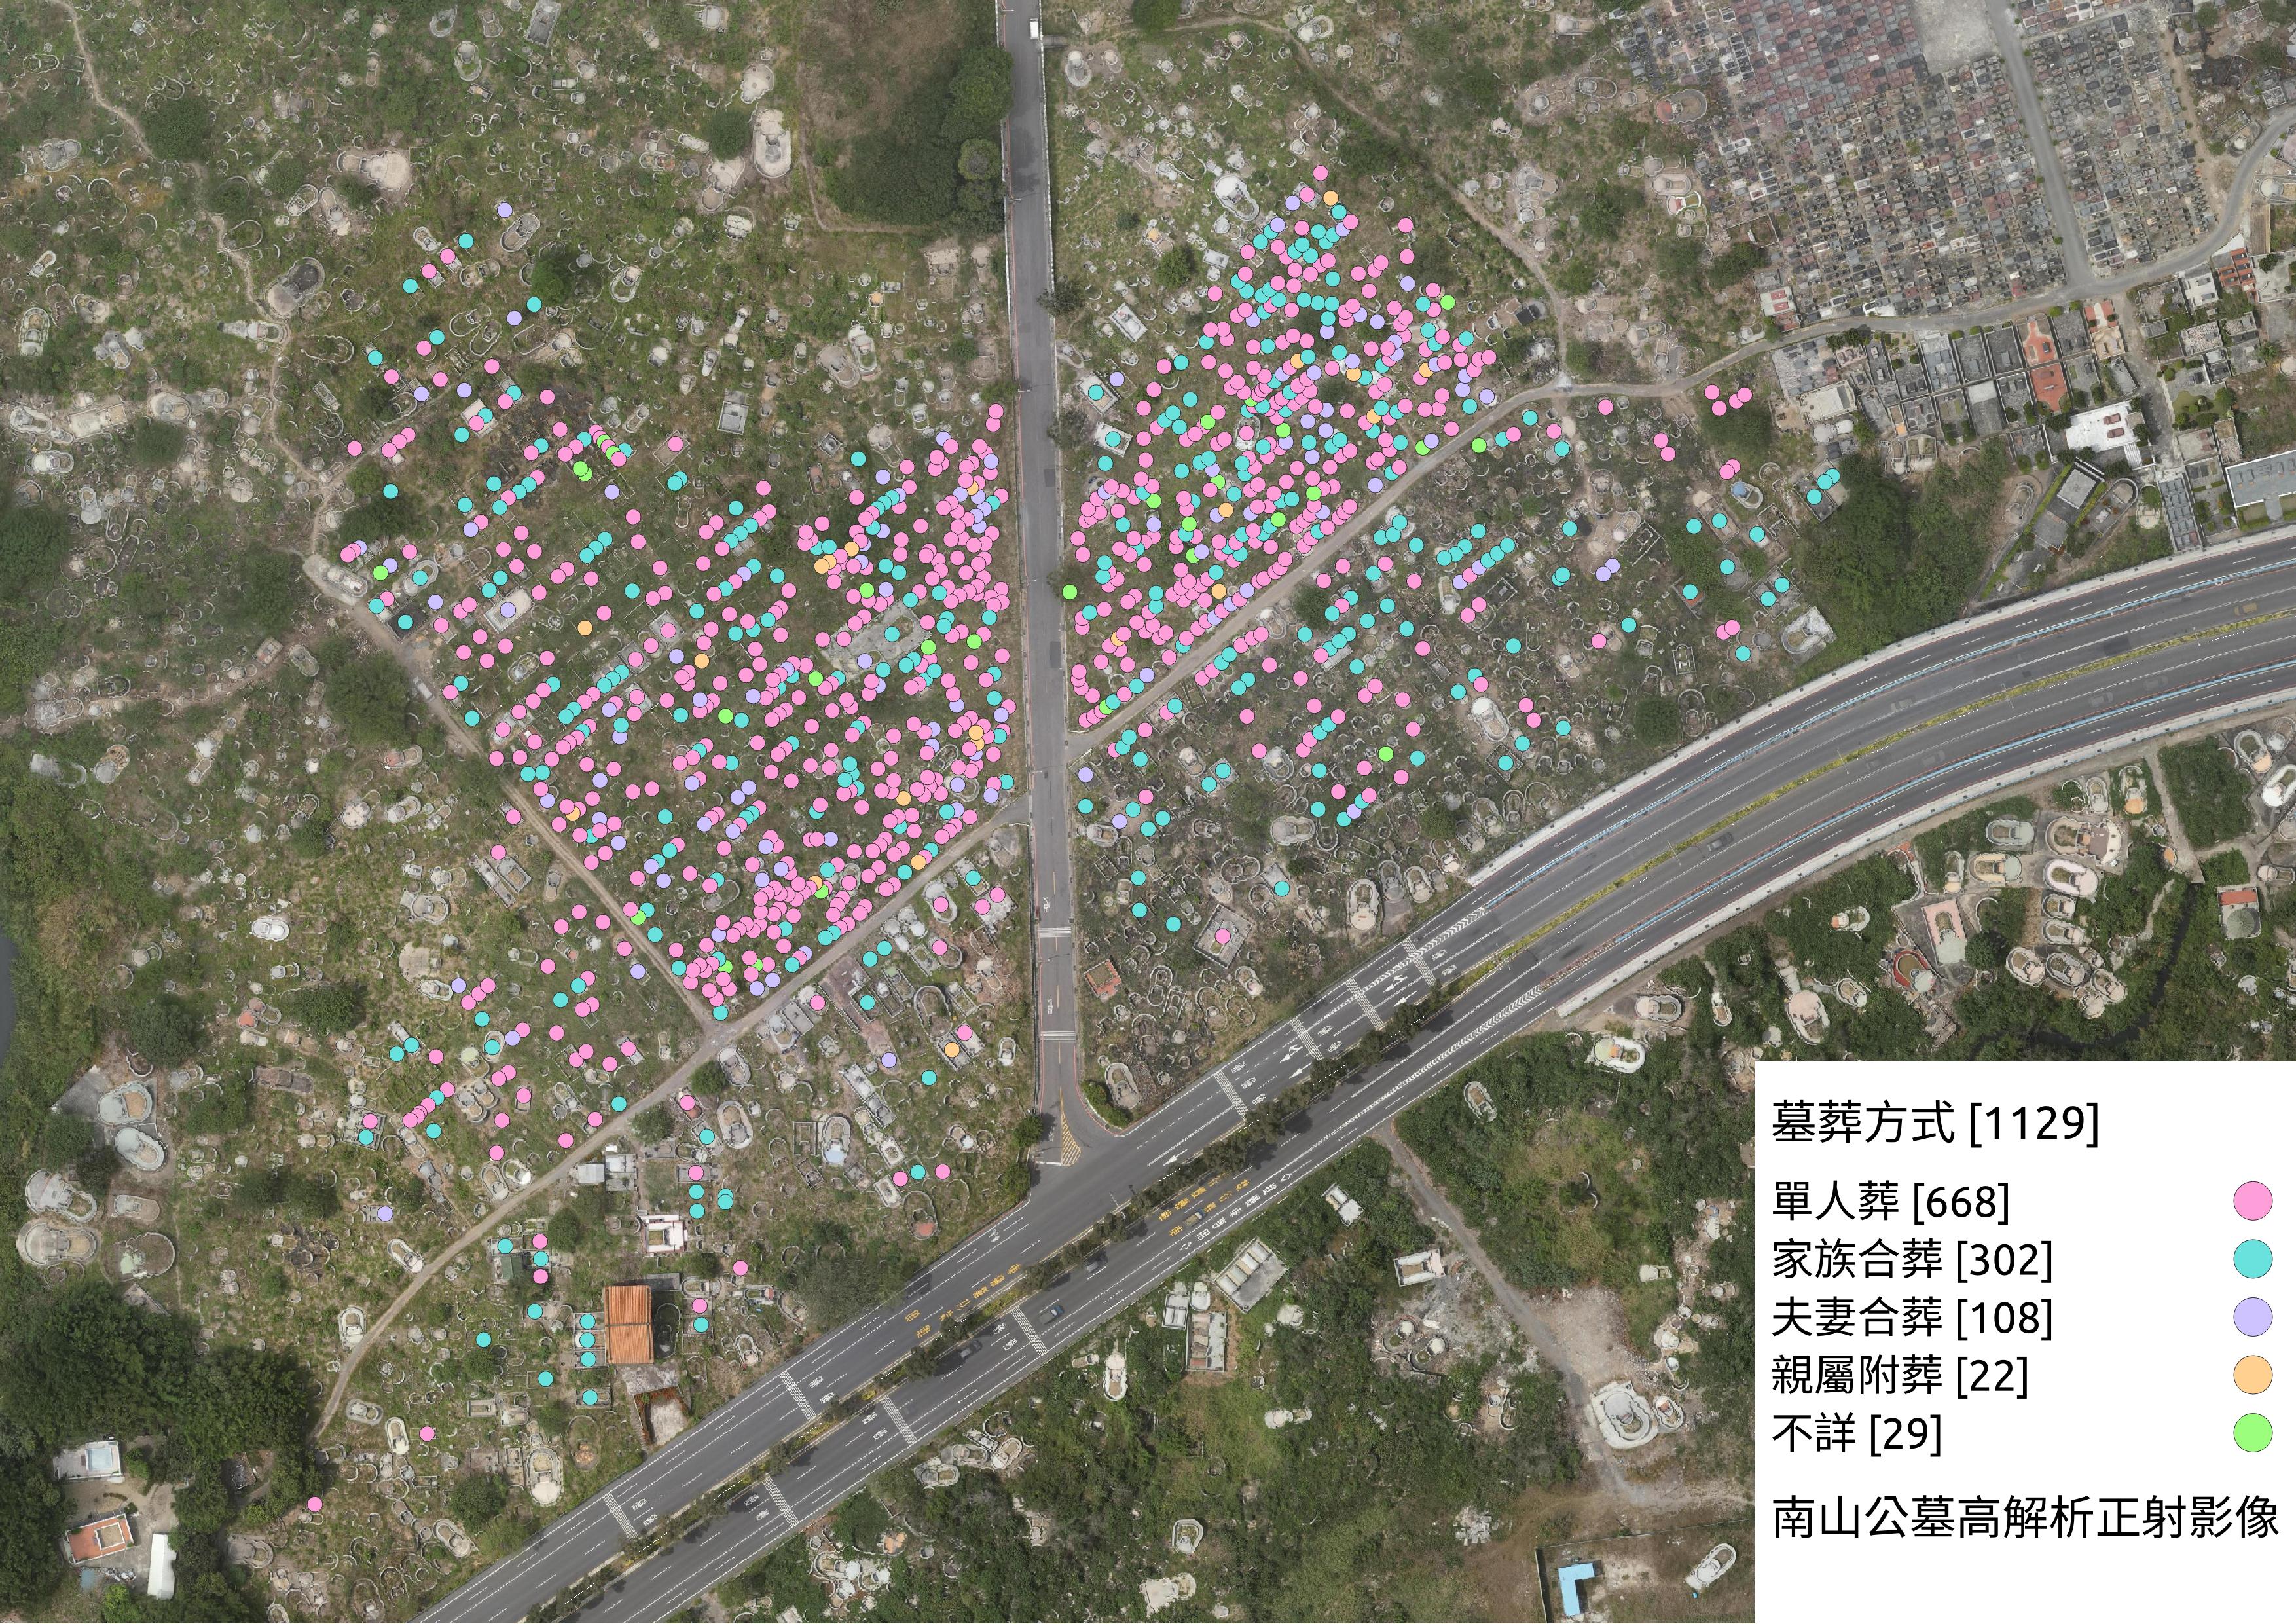 墓葬方式 [1129]
單人葬 [668]
家族合葬 [302]
夫妻合葬 [108]
親屬附葬 [22]
不詳 [29]
南山公墓高解析正射影像